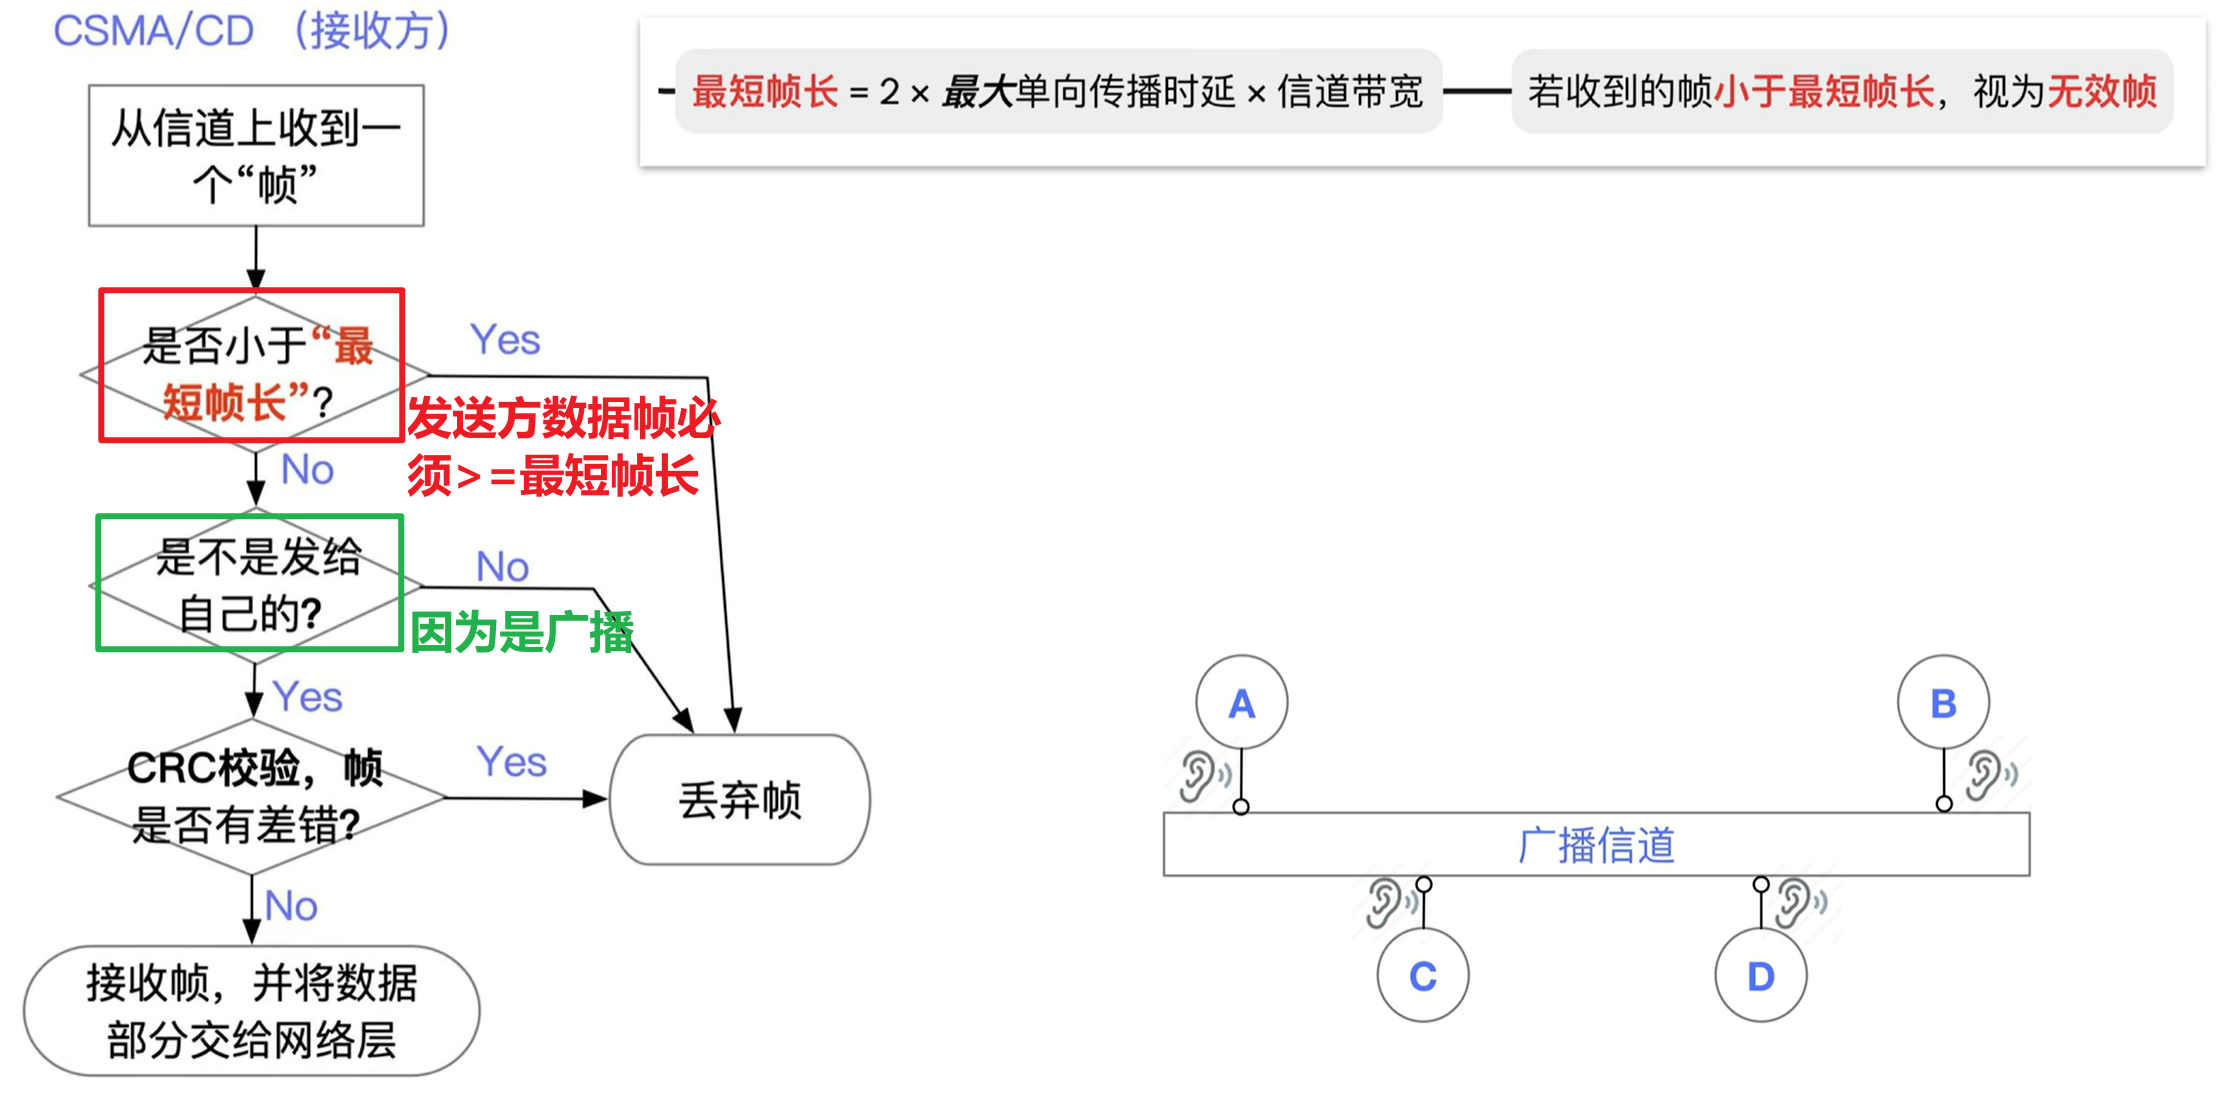 CSMA/CD （接收方）
最短帧长 = 2 × 最大单向传播时延 × 信道带宽
若收到的帧小于最短帧长，视为无效帧
从信道上收到一
个“帧”
是否小于“最
短帧长”?
Yes
发送方数据帧必
须>=最短帧长
No
是不是发给
自己的?
No
因为是广播
Yes
CRC校验，帧
是否有差错?
Yes
丢弃帧
No
接收帧，并将数据
部分交给网络层
A
B
广播信道
C
D